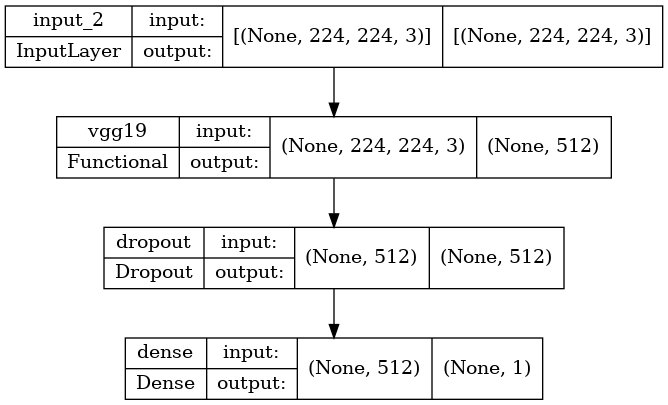 input_2 input: [(None, 224, 224, 3)] [(None, 224, 224, 3)]
InputLayer output:
vgg19 input: (None, 224, 224, 3) (None, 512)
Functional output:
dropout input: (None, 512) (None, 512)
Dropout output:
dense input: (None, 512) (None, 1)
Dense output: